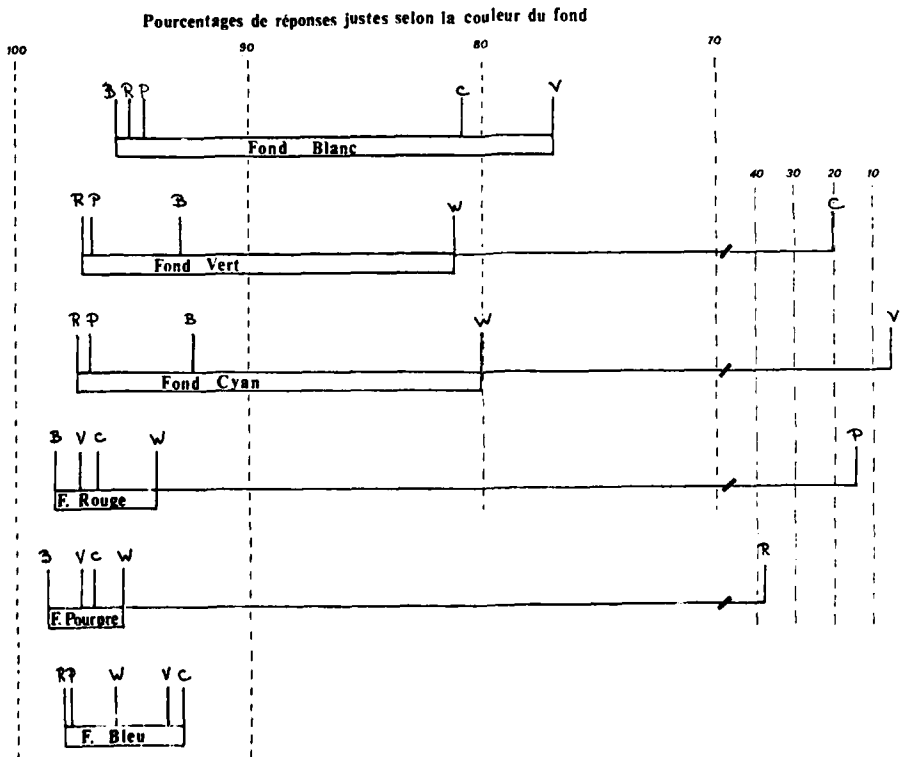 Pourcentages de réponses justes selon la couleur du fond
100 90 80 70
B R P C V
Fond Blanc
40 30 20 10
R P B W C
Fond Vert
R P B W V
Fond Cyan
B V C W P
F. Rouge
B V C W R
F. Pourpre
R P W V C
F. Bleu